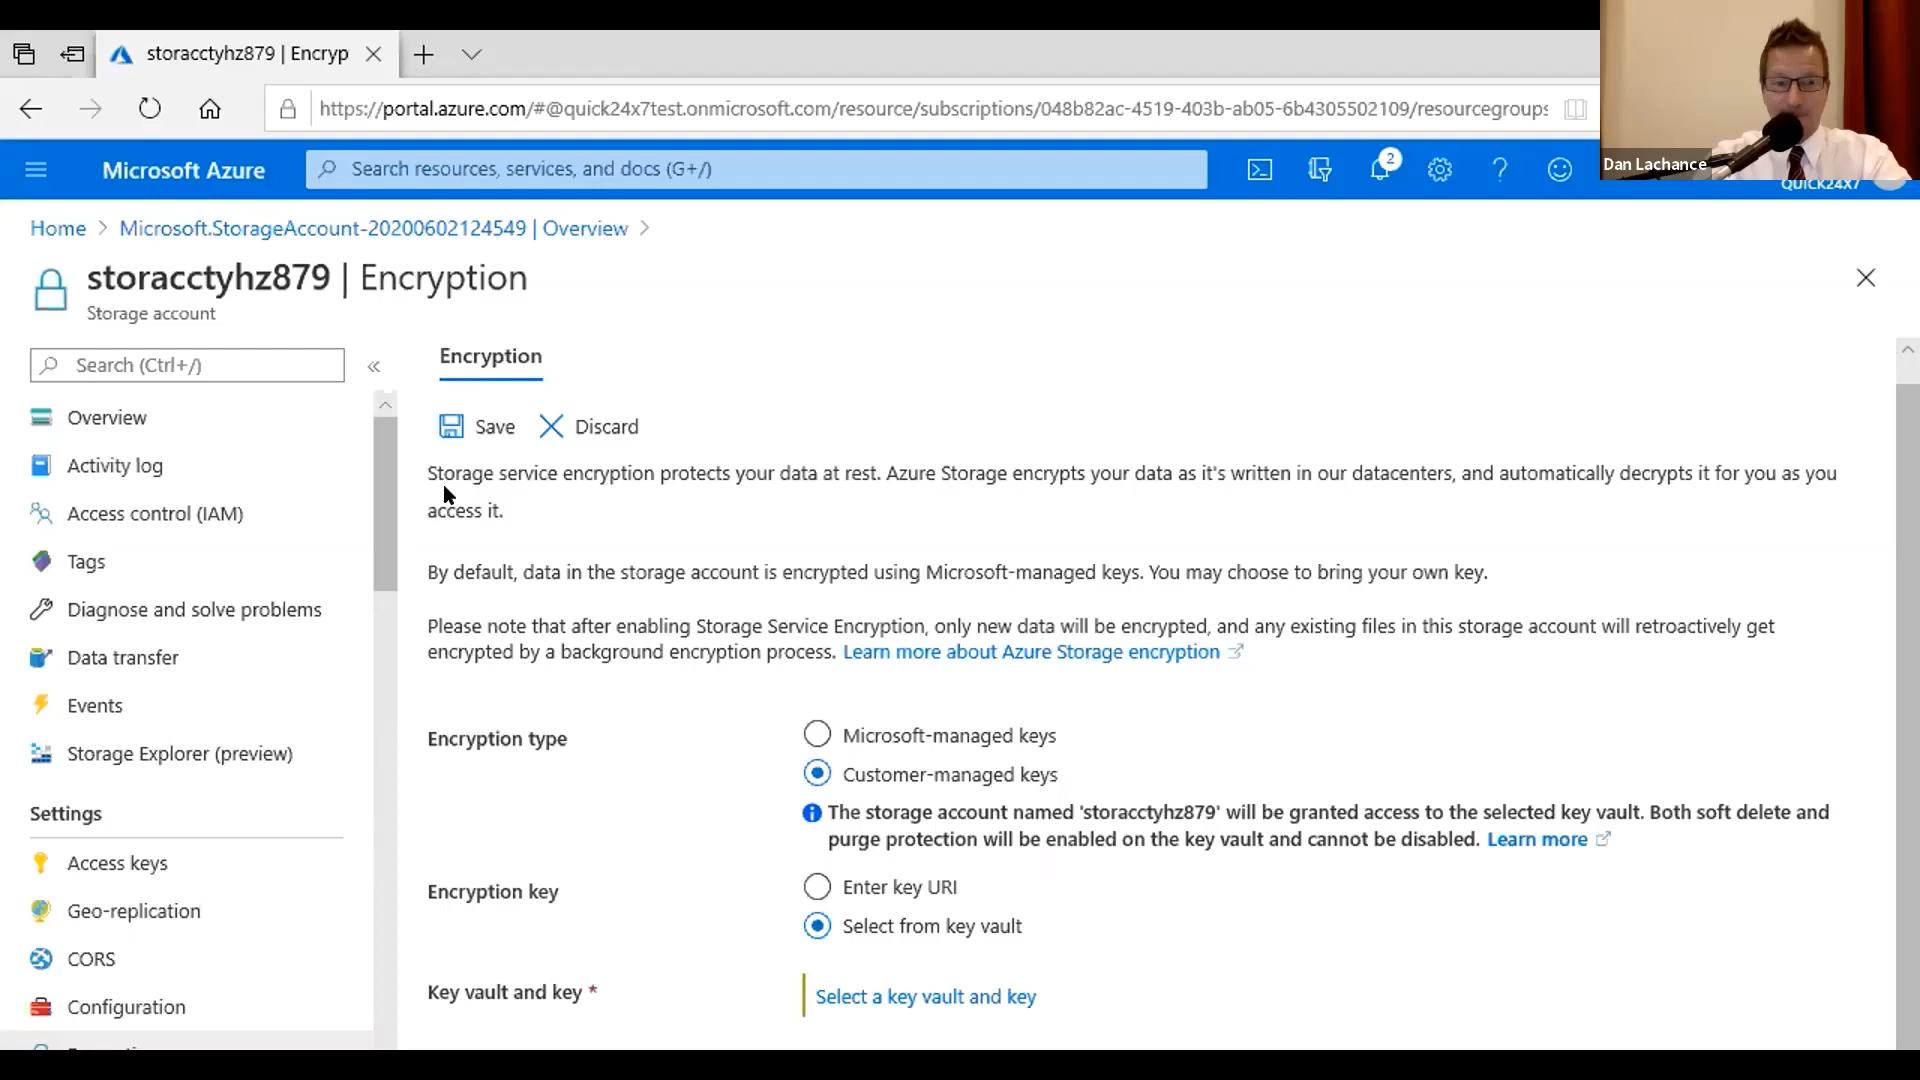 storacctyhz879 | Encryp
https://portal.azure.com/#@quick24x7test.onmicrosoft.com/resource/subscriptions/048b82ac-4519-403b-ab05-6b4305502109/resourcegroups
Microsoft Azure
Search resources, services, and docs (G+/)
2
Dan Lachance
QUICK24X7
Home > Microsoft.StorageAccount-20200602124549 | Overview >
storacctyhz879 | Encryption
Storage account
Search (Ctrl+/)
Overview
Activity log
Access control (IAM)
Tags
Diagnose and solve problems
Data transfer
Events
Storage Explorer (preview)
Settings
Access keys
Geo-replication
CORS
Configuration
Encryption
Save
Discard
Storage service encryption protects your data at rest. Azure Storage encrypts your data as it's written in our datacenters, and automatically decrypts it for you as you
access it.
By default, data in the storage account is encrypted using Microsoft-managed keys. You may choose to bring your own key.
Please note that after enabling Storage Service Encryption, only new data will be encrypted, and any existing files in this storage account will retroactively get
encrypted by a background encryption process. Learn more about Azure Storage encryption
Encryption type
Microsoft-managed keys
Customer-managed keys
The storage account named 'storacctyhz879' will be granted access to the selected key vault. Both soft delete and
purge protection will be enabled on the key vault and cannot be disabled. Learn more
Encryption key
Enter key URI
Select from key vault
Key vault and key *
Select a key vault and key